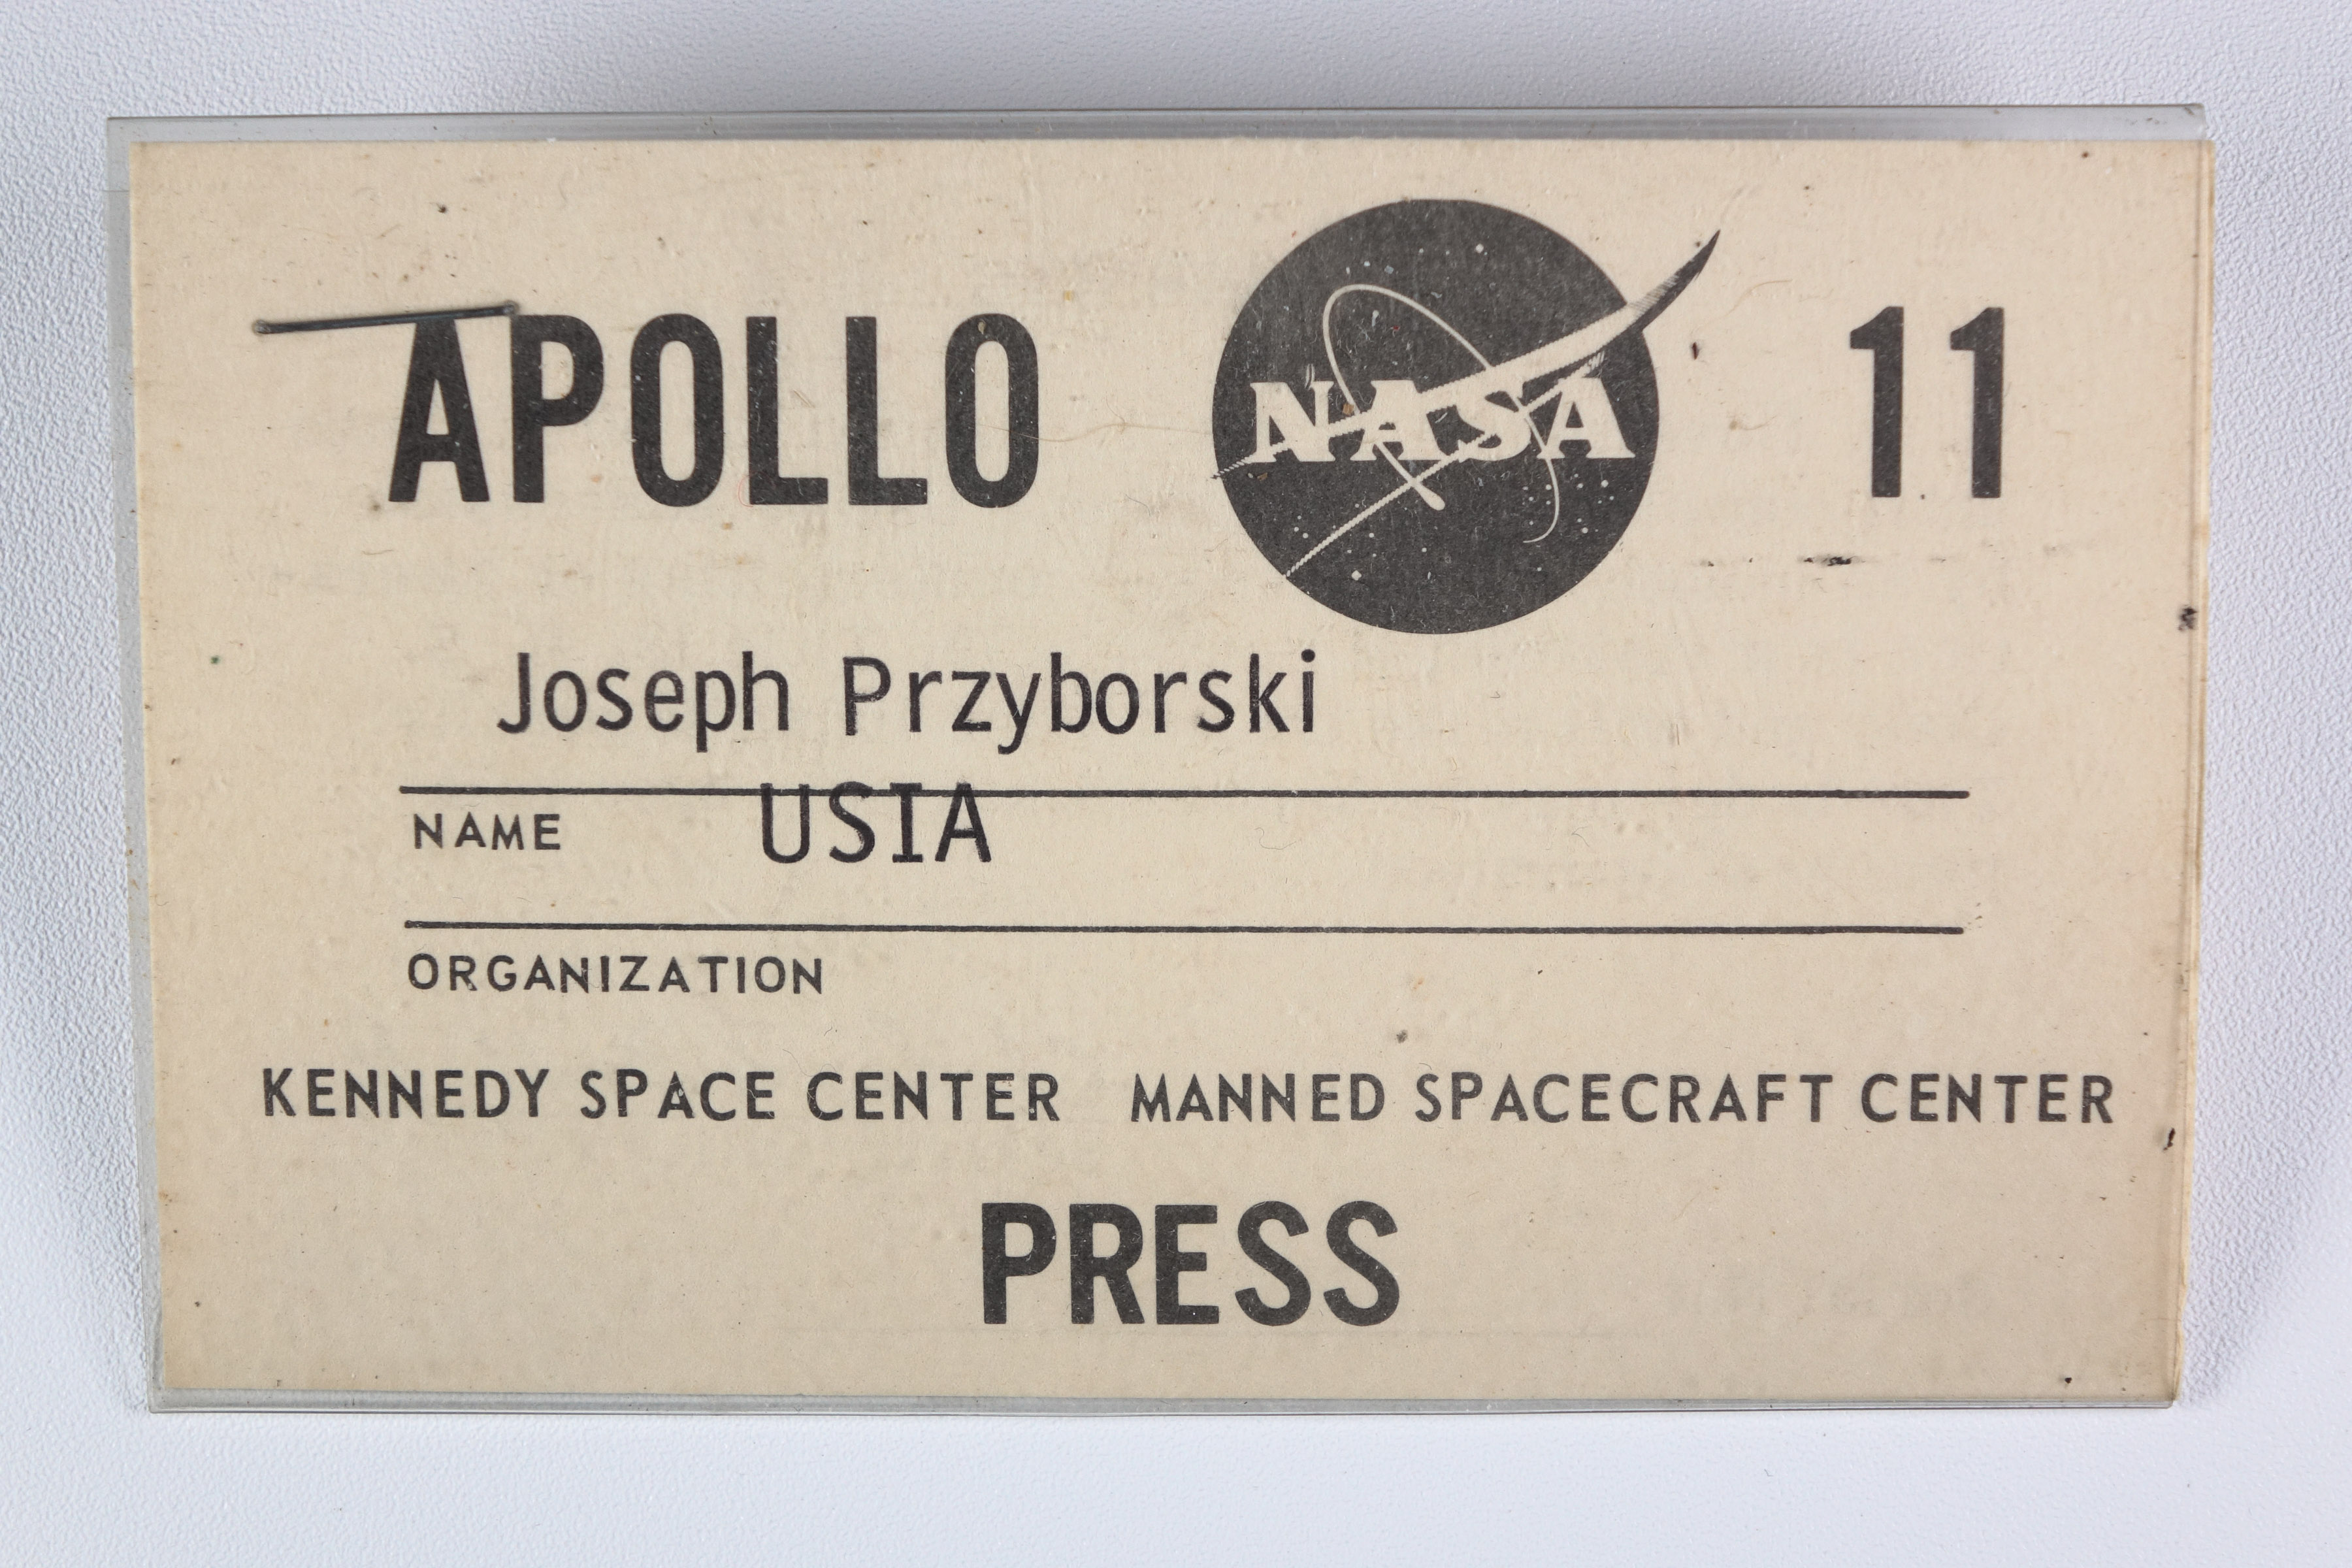 APOLLO NASA 11
Joseph Przyborski
NAME USIA
ORGANIZATION
KENNEDY SPACE CENTER MANNED SPACECRAFT CENTER
PRESS